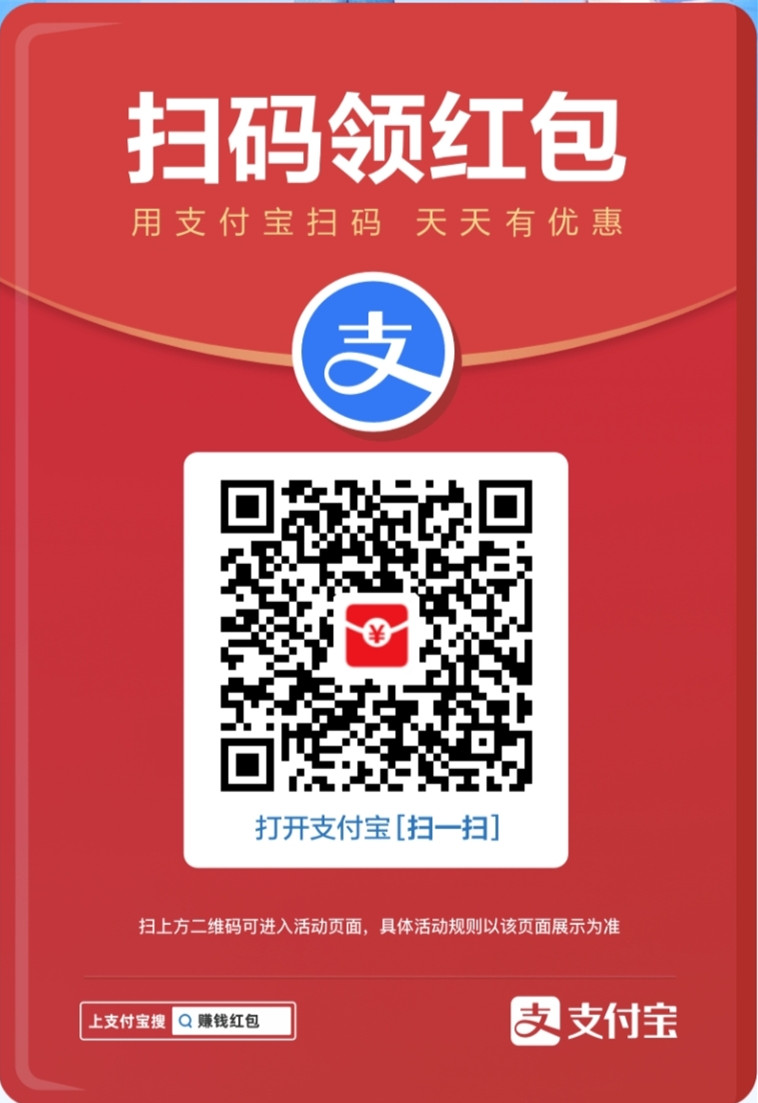 扫码领红包
用支付宝扫码 天天有优惠
支
¥
打开支付宝[扫一扫]
扫上方二维码可进入活动页面，具体活动规则以该页面展示为准
上支付宝搜 赚钱红包
支 支付宝